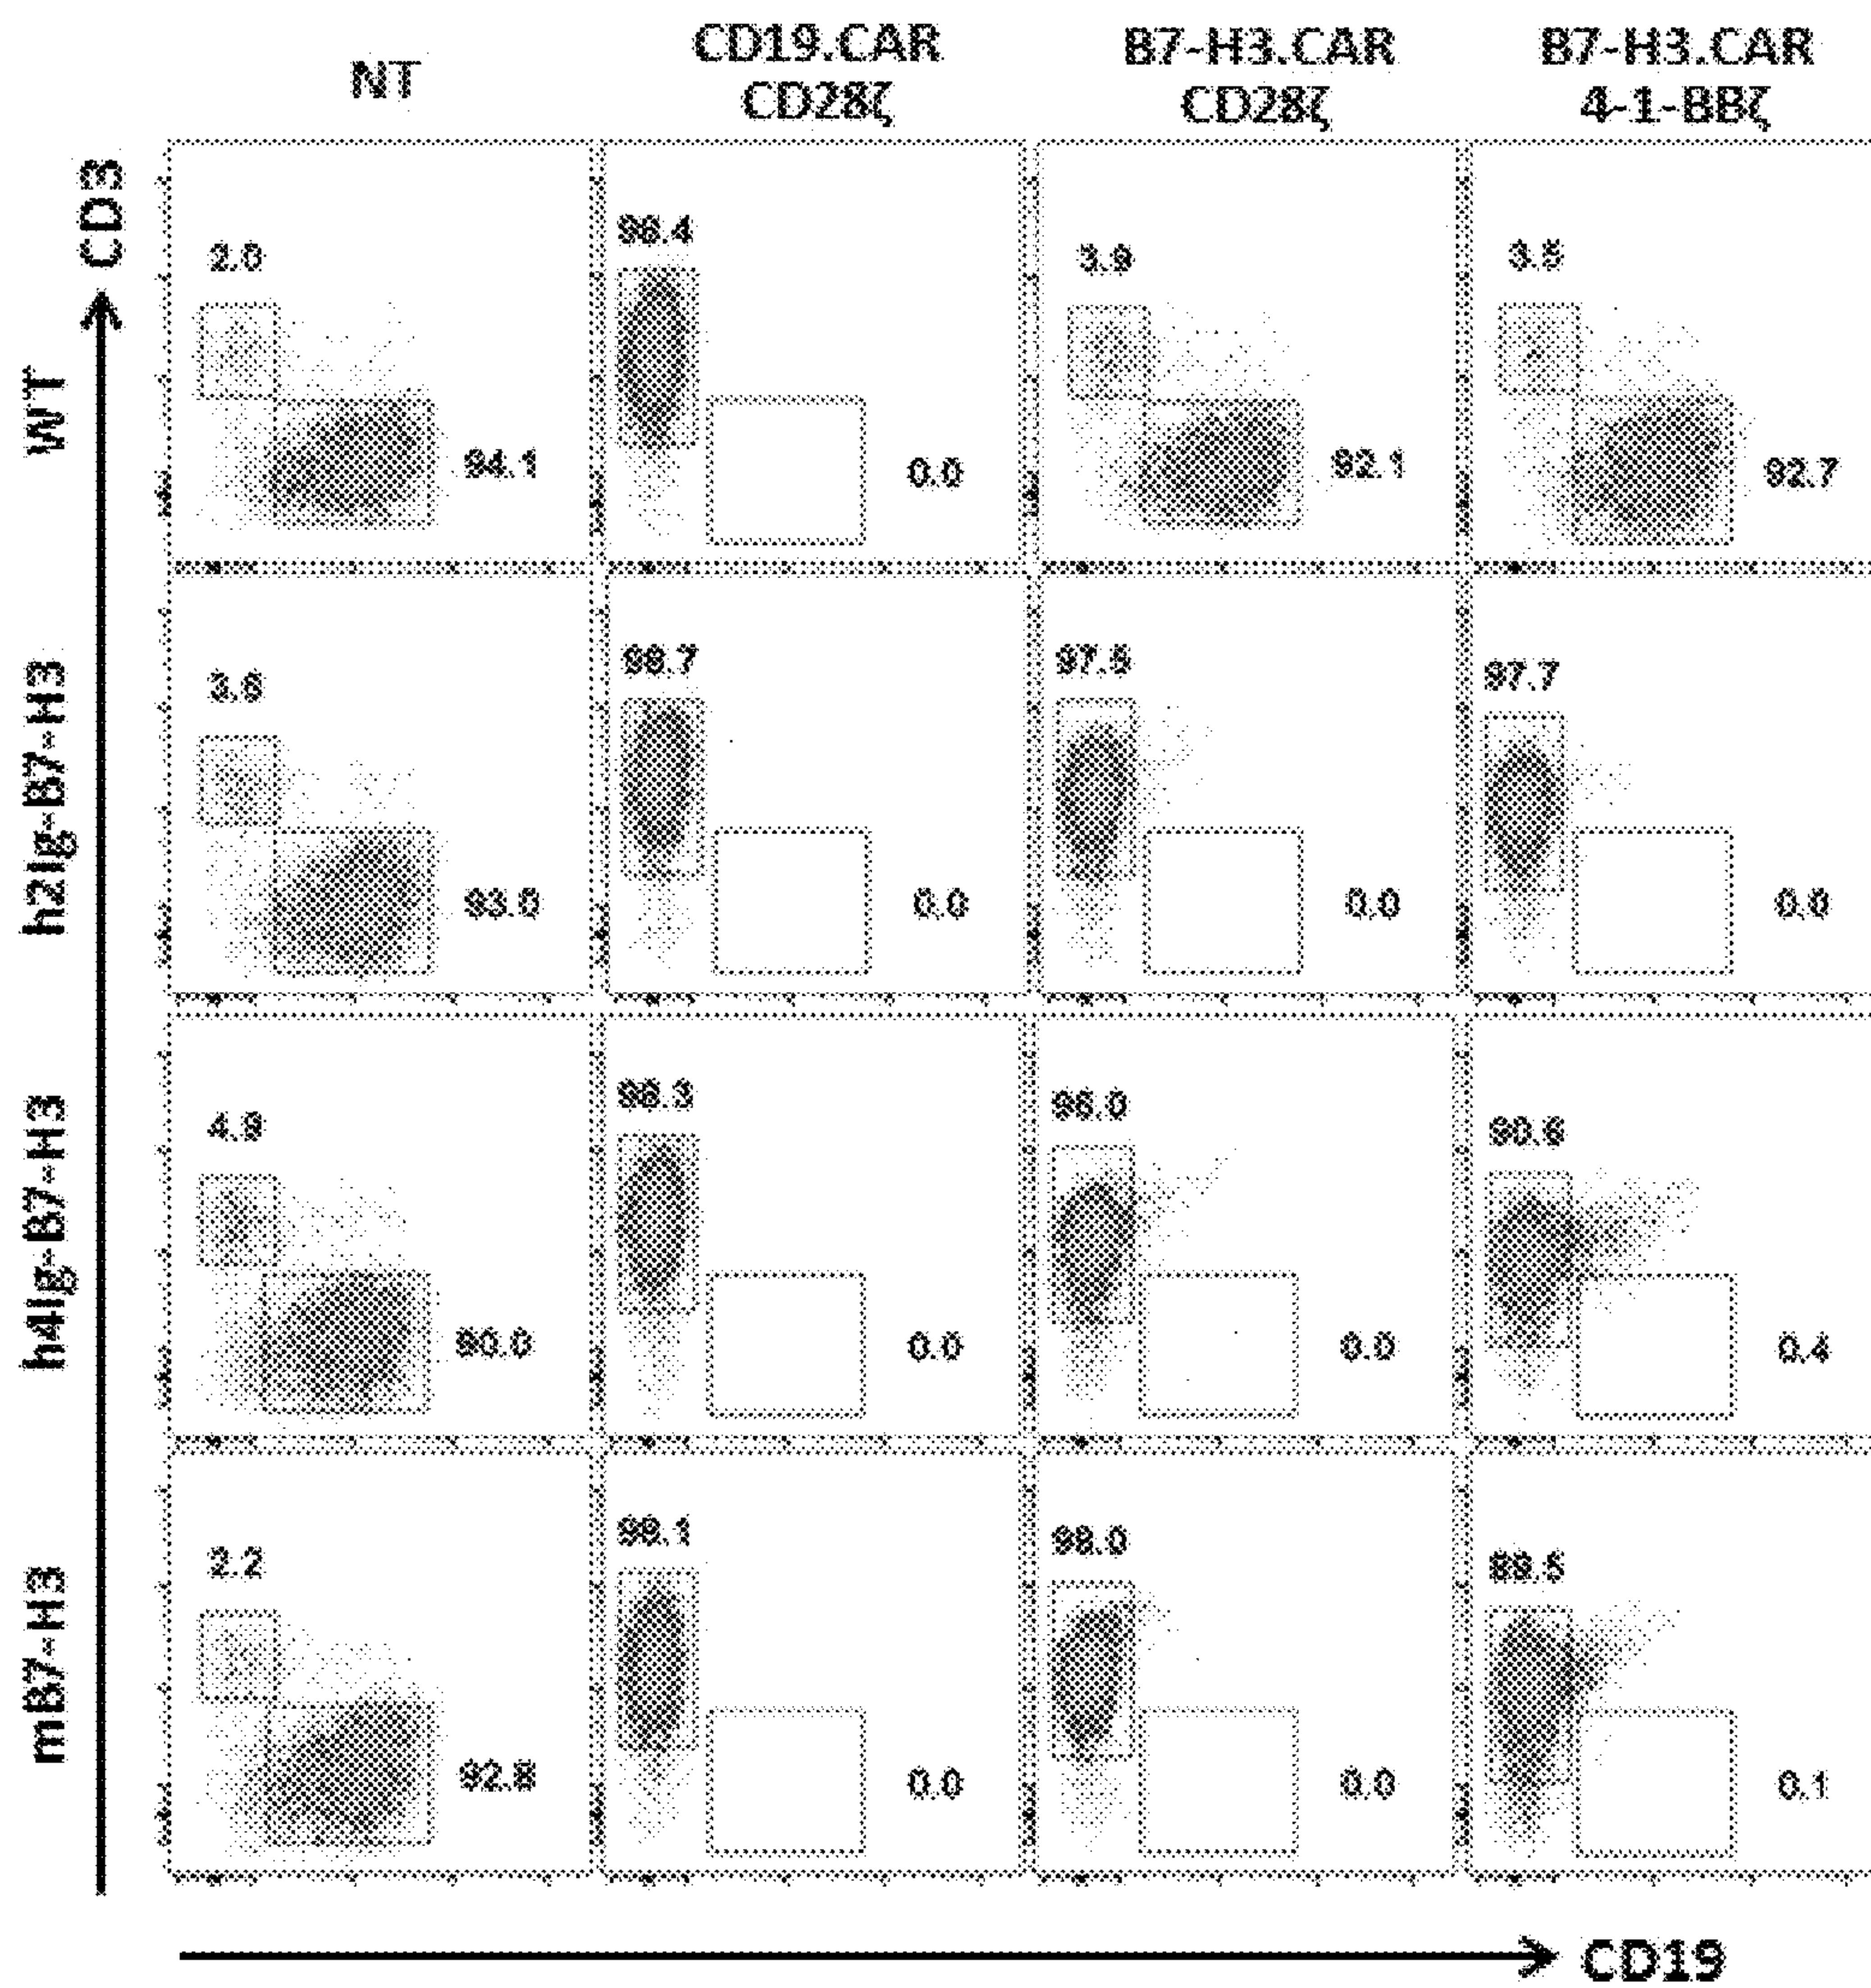 NT
CD19.CAR
CD28ζ
B7-H3.CAR
CD28ζ
B7-H3.CAR
4-1-BBζ
CD3
WT
2.0
94.1
98.4
0.0
3.9
92.1
3.5
92.7
h2Ig-B7-H3
3.6
93.0
98.7
0.0
97.5
0.0
97.7
0.0
h4Ig-B7-H3
4.9
90.0
98.3
0.0
96.0
0.0
90.6
0.4
mB7-H3
2.2
92.8
98.1
0.0
98.0
0.0
89.5
0.1
CD19